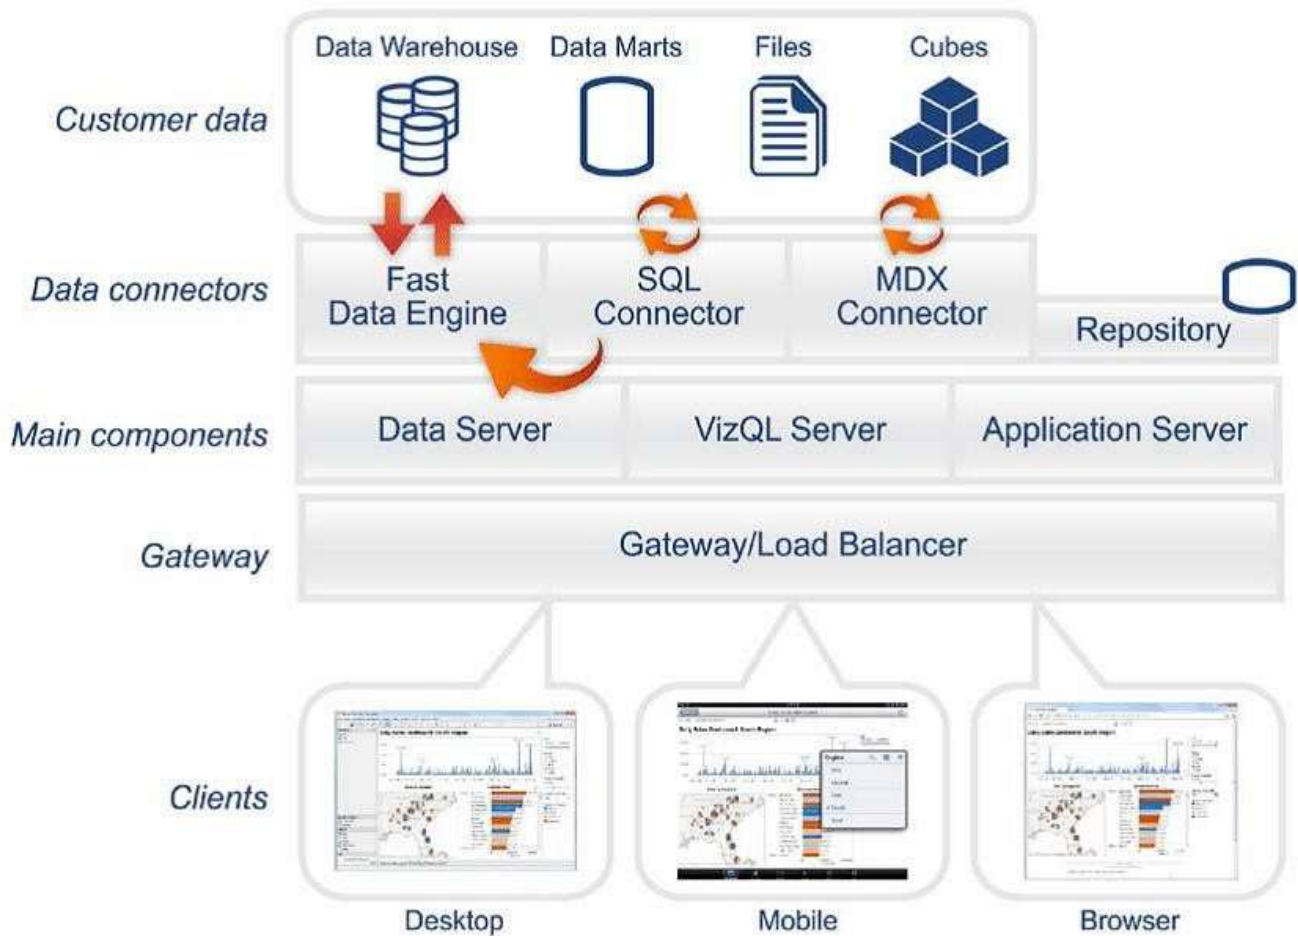 Data Warehouse
Data Marts
Files
Cubes
Customer data
Data connectors
Fast
Data Engine
SQL
Connector
MDX
Connector
Repository
Main components
Data Server
VizQL Server
Application Server
Gateway
Gateway/Load Balancer
Clients
Desktop
Mobile
Browser